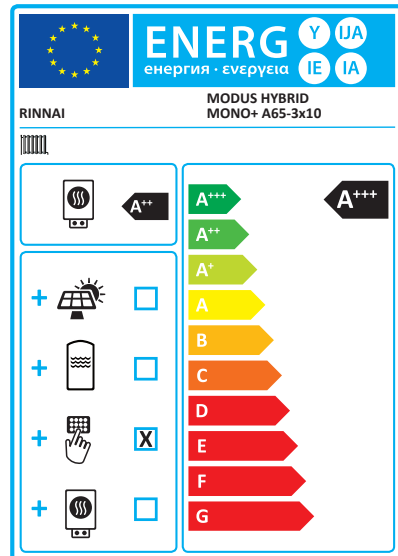 ENERG Y IJA
енергия · ενεργεια IE IA
RINNAI
MODUS HYBRID
MONO+ A65-3x10
A++
A+++
A+++
A++
A+
A
B
C
D
E
F
G
+
+
+ X
+